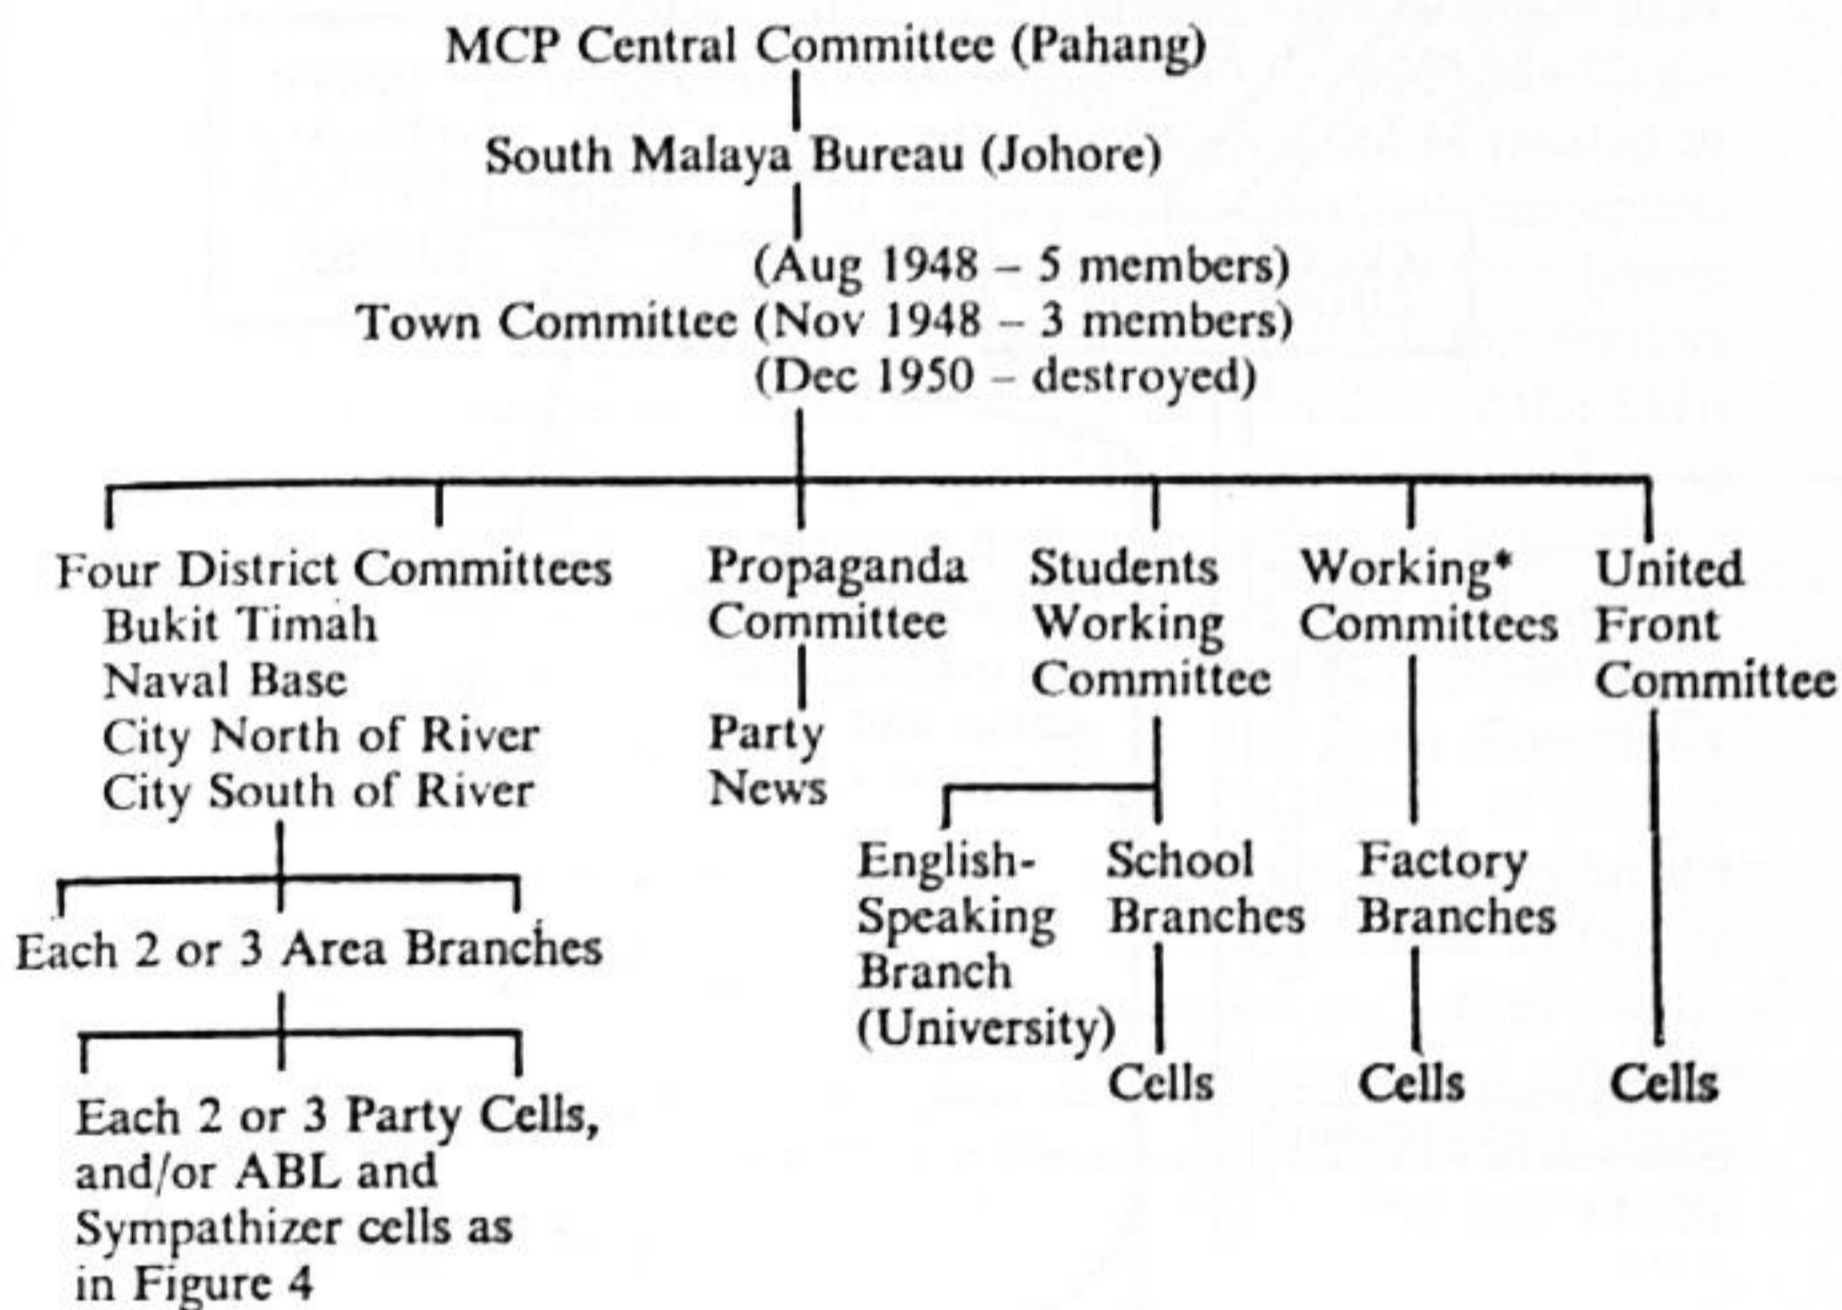 MCP Central Committee (Pahang)
South Malaya Bureau (Johore)
(Aug 1948 – 5 members)
Town Committee (Nov 1948 – 3 members)
(Dec 1950 – destroyed)
Four District Committees
Bukit Timah
Naval Base
City North of River
City South of River
Each 2 or 3 Area Branches
Each 2 or 3 Party Cells,
and/or ABL and
Sympathizer cells as
in Figure 4
Propaganda
Committee
Party
News
Students
Working
Committee
English-
Speaking
Branch
(University)
School
Branches
Cells
Working*
Committees
Factory
Branches
Cells
United
Front
Committee
Cells